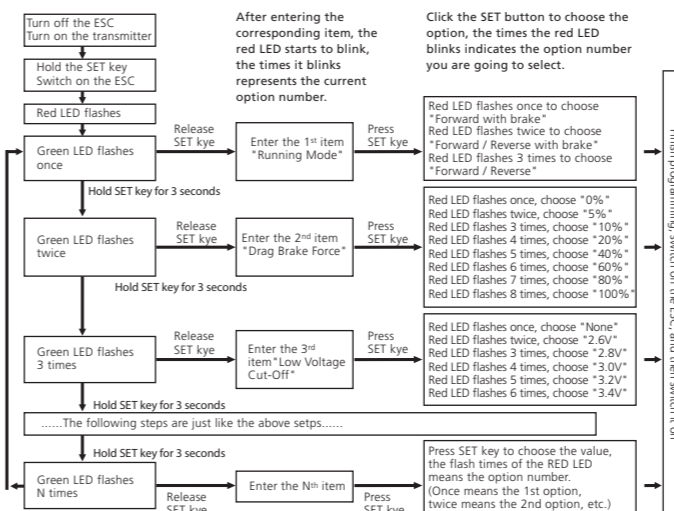 Turn off the ESC
Turn on the transmitter
Hold the SET key
Switch on the ESC
Red LED flashes
After entering the
corresponding item, the
red LED starts to blink,
the times it blinks
represents the current
option number.
Click the SET button to choose the
option, the times the red LED
blinks indicates the option number
you are going to select.
Green LED flashes
once
Release
SET kye
Enter the 1st item
"Running Mode"
Press
SET kye
Red LED flashes once to choose
"Forward with brake"
Red LED flashes twice to choose
"Forward / Reverse with brake"
Red LED flashes 3 times to choose
"Forward / Reverse"
Hold SET key for 3 seconds
Green LED flashes
twice
Release
SET kye
Enter the 2nd item
"Drag Brake Force"
Press
SET kye
Red LED flashes once, choose "0%"
Red LED flashes twice, choose "5%"
Red LED flashes 3 times, choose "10%"
Red LED flashes 4 times, choose "20%"
Red LED flashes 5 times, choose "40%"
Red LED flashes 6 times, choose "60%"
Red LED flashes 7 times, choose "80%"
Red LED flashes 8 times, choose "100%"
Hold SET key for 3 seconds
Green LED flashes
3 times
Release
SET kye
Enter the 3rd
item"Low Voltage
Cut-Off"
Press
SET kye
Red LED flashes once, choose "None"
Red LED flashes twice, choose "2.6V"
Red LED flashes 3 times, choose "2.8V"
Red LED flashes 4 times, choose "3.0V"
Red LED flashes 5 times, choose "3.2V"
Red LED flashes 6 times, choose "3.4V"
Hold SET key for 3 seconds
......The following steps are just like the above setps......
Hold SET key for 3 seconds
Green LED flashes
N times
Release
SET kye
Enter the Nth item
Press
SET kye
Press SET key to choose the value,
the flash times of the RED LED
means the option number.
(Once means the 1st option,
twice means the 2nd option, etc.)
programming, switch on the ESC, and then switch it on